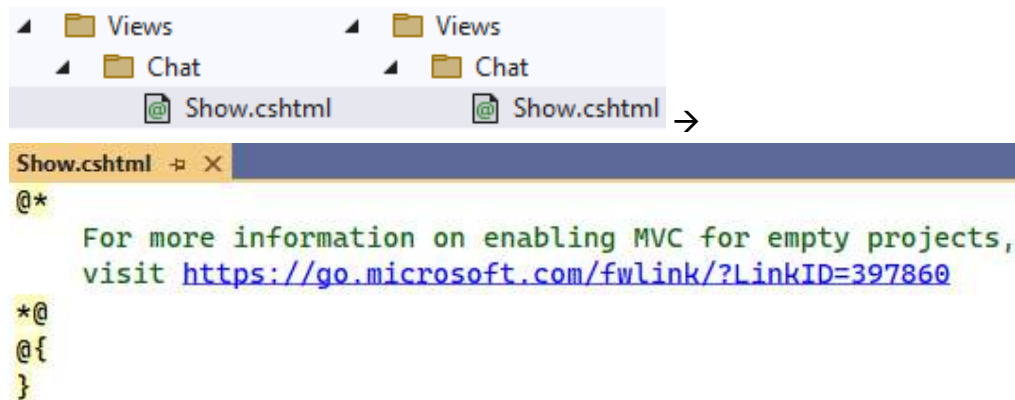 Views Views
Chat Chat
Show.cshtml Show.cshtml →
Show.cshtml
@*
For more information on enabling MVC for empty projects,
visit https://go.microsoft.com/fwlink/?LinkID=397860
*@
@{
}